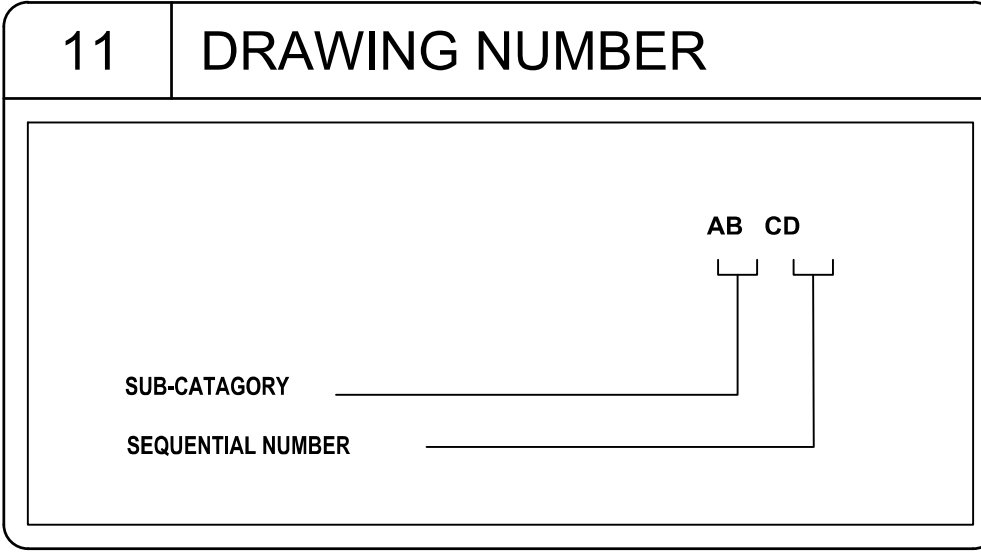 11 DRAWING NUMBER
AB CD
SUB-CATAGORY
SEQUENTIAL NUMBER